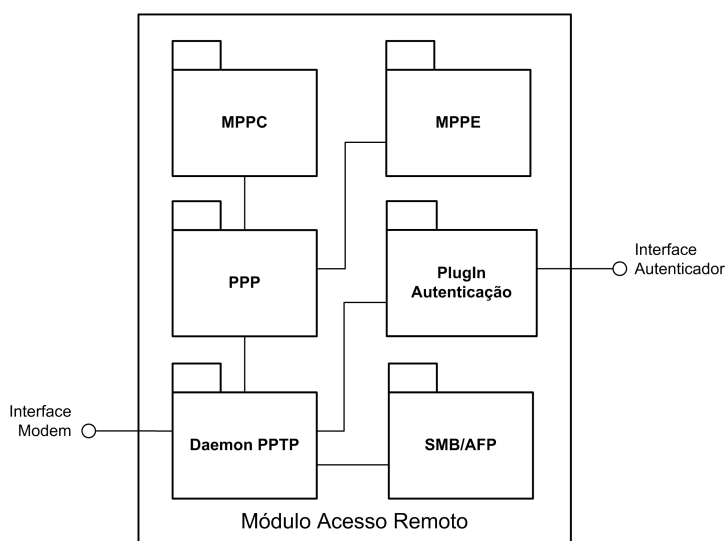 MPPC
MPPE
PPP
PlugIn
Autenticação
Interface
Autenticador
Interface
Modem
Daemon PPTP
SMB/AFP
Módulo Acesso Remoto